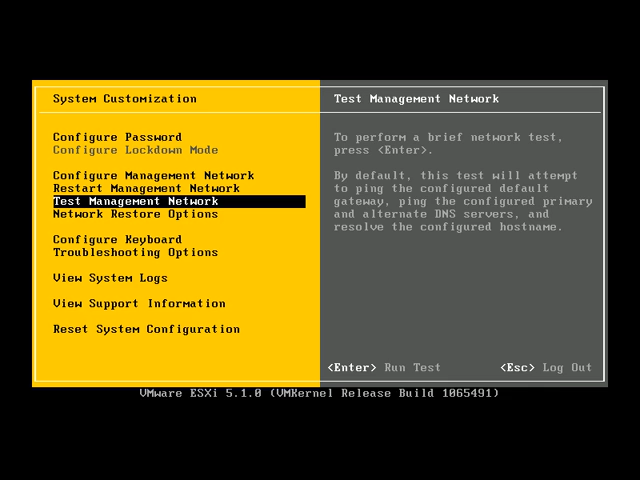 System Customization
Test Management Network
Configure Password
Configure Lockdown Mode
Configure Management Network
Restart Management Network
Test Management Network
Network Restore Options
Configure Keyboard
Troubleshooting Options
View System Logs
View Support Information
Reset System Configuration
To perform a brief network test,
press <Enter>.
By default, this test will attempt
to ping the configured default
gateway, ping the configured primary
and alternate DNS servers, and
resolve the configured hostname.
<Enter> Run Test
<Esc> Log Out
VMware ESXi 5.1.0 (VMKernel Release Build 1065491)